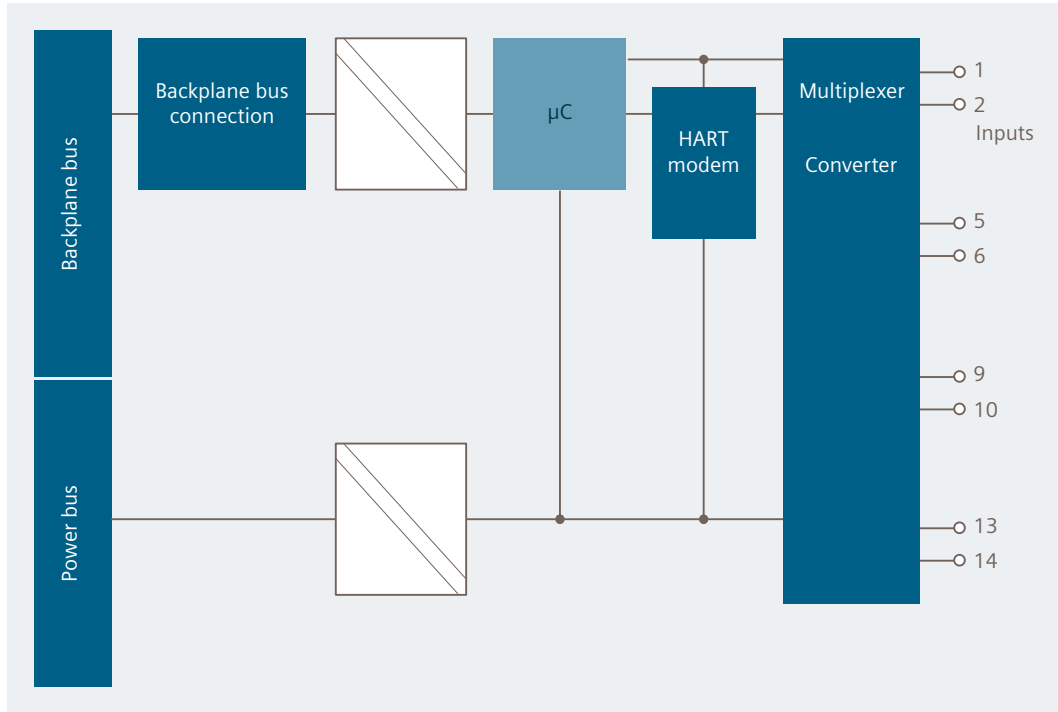 Backplane bus
Backplane bus
connection
µC
HART
modem
Multiplexer
Converter
1
2
Inputs
5
6
9
10
13
14
Power bus